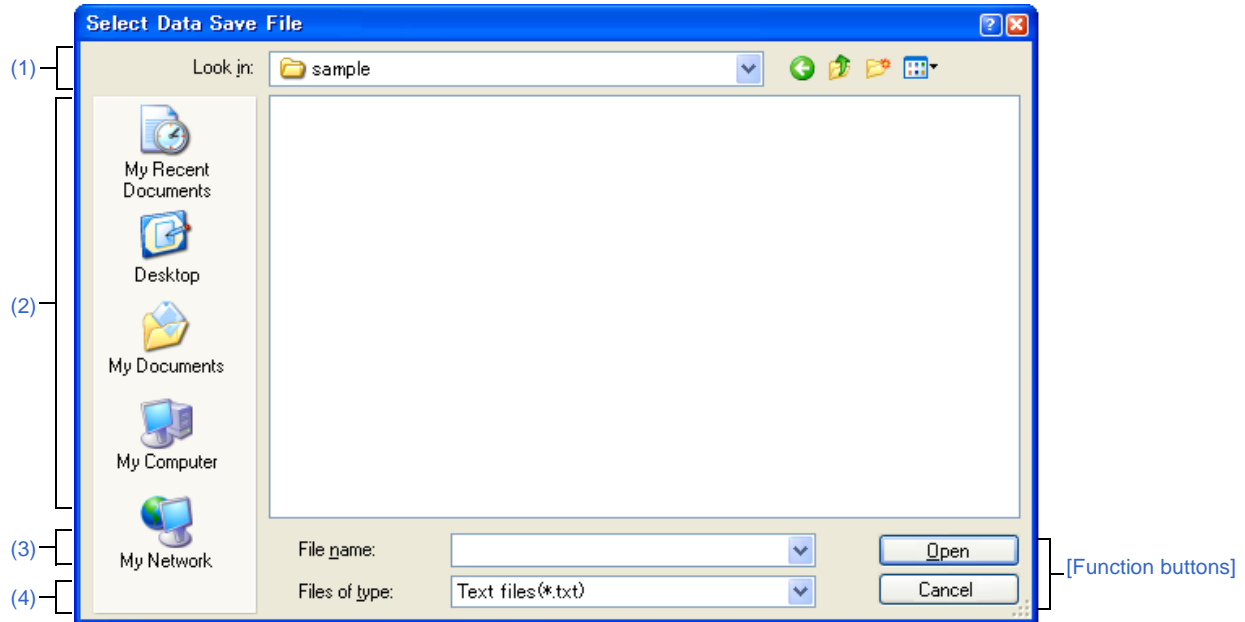 Select Data Save File
(1)
Look in:
sample
(2)
My Recent
Documents
Desktop
My Documents
My Computer
My Network
(3)
File name:
Open
[Function buttons]
(4)
Files of type:
Text files(*.txt)
Cancel